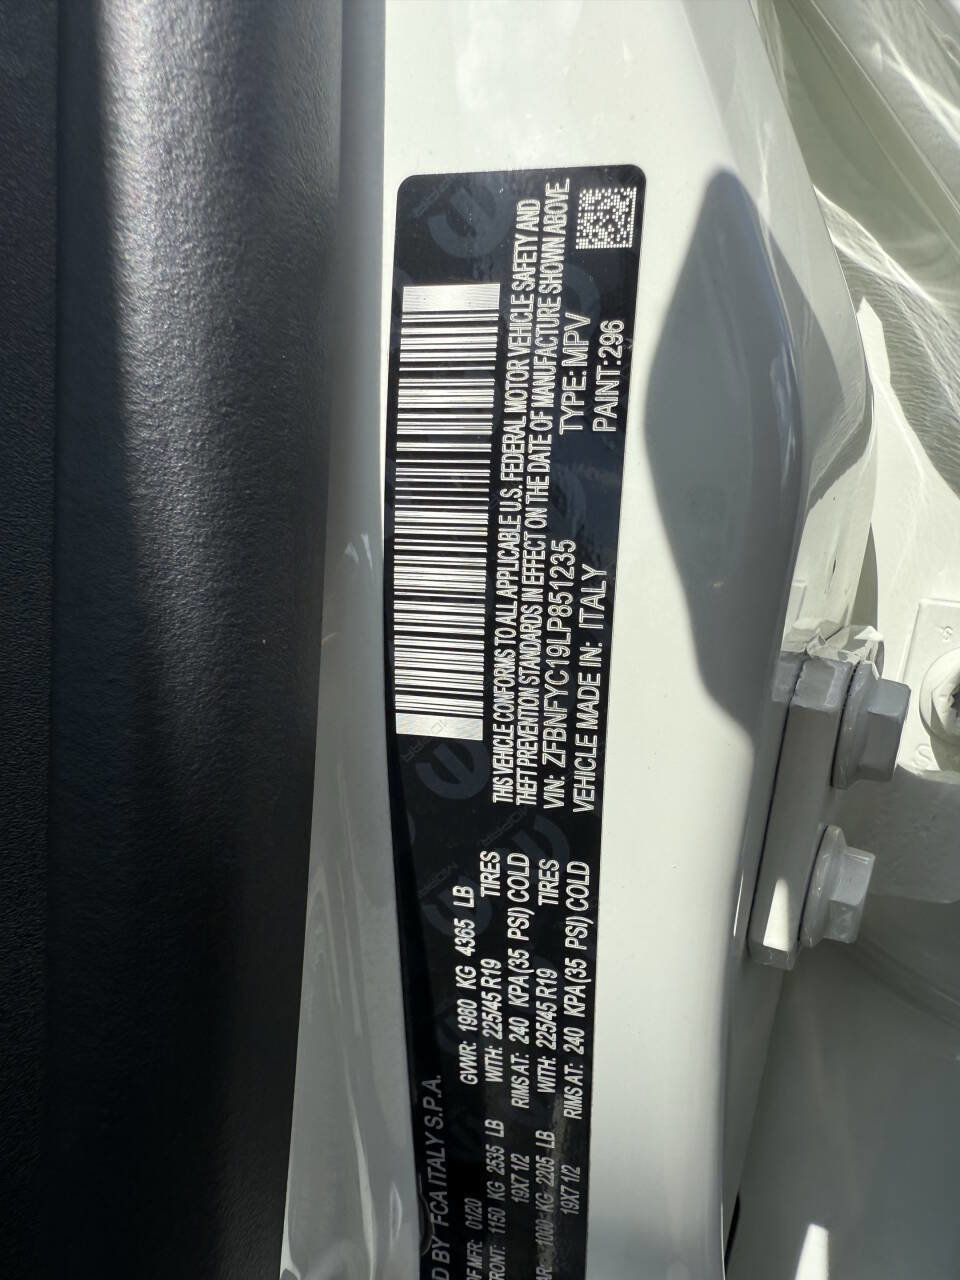 D BY FCA ITALY S.P.A.
OF MFR: 01/20
GVWR: 1980 KG 4365 LB
FRONT: 1150 KG 2535 LB
WITH: 225/45 R19 TIRES
19X7 1/2
RIMS AT: 240 KPA(35 PSI) COLD
1000 KG 2205 LB
WITH: 225/45 R19 TIRES
19X7 1/2
RIMS AT: 240 KPA(35 PSI) COLD
THIS VEHICLE CONFORMS TO ALL APPLICABLE U.S. FEDERAL MOTOR VEHICLE SAFETY AND
THEFT PREVENTION STANDARDS IN EFFECT ON THE DATE OF MANUFACTURE SHOWN ABOVE.
VIN: ZFBNFYC19LP851235
TYPE: MPV
VEHICLE MADE IN: ITALY
PAINT:296